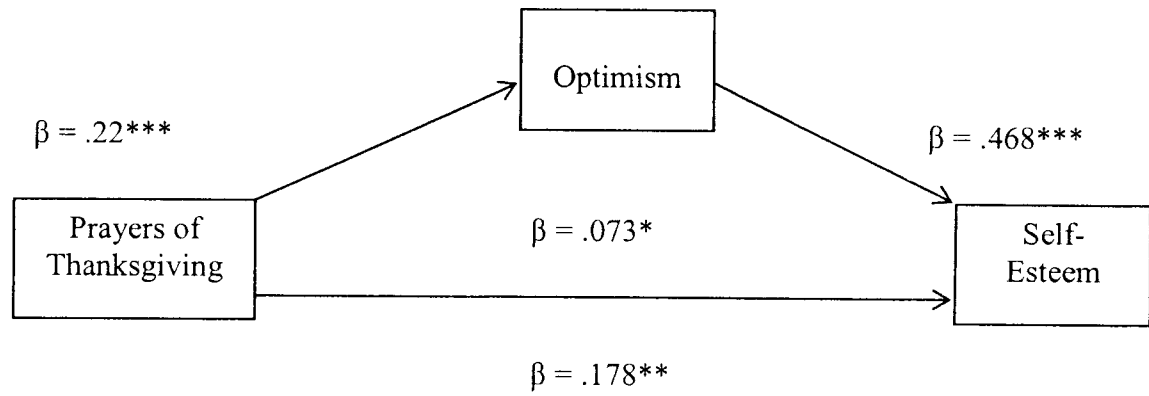 Optimism
β = .22***
β = .468***
Prayers of
Thanksgiving
β = .073*
Self-
Esteem
β = .178**